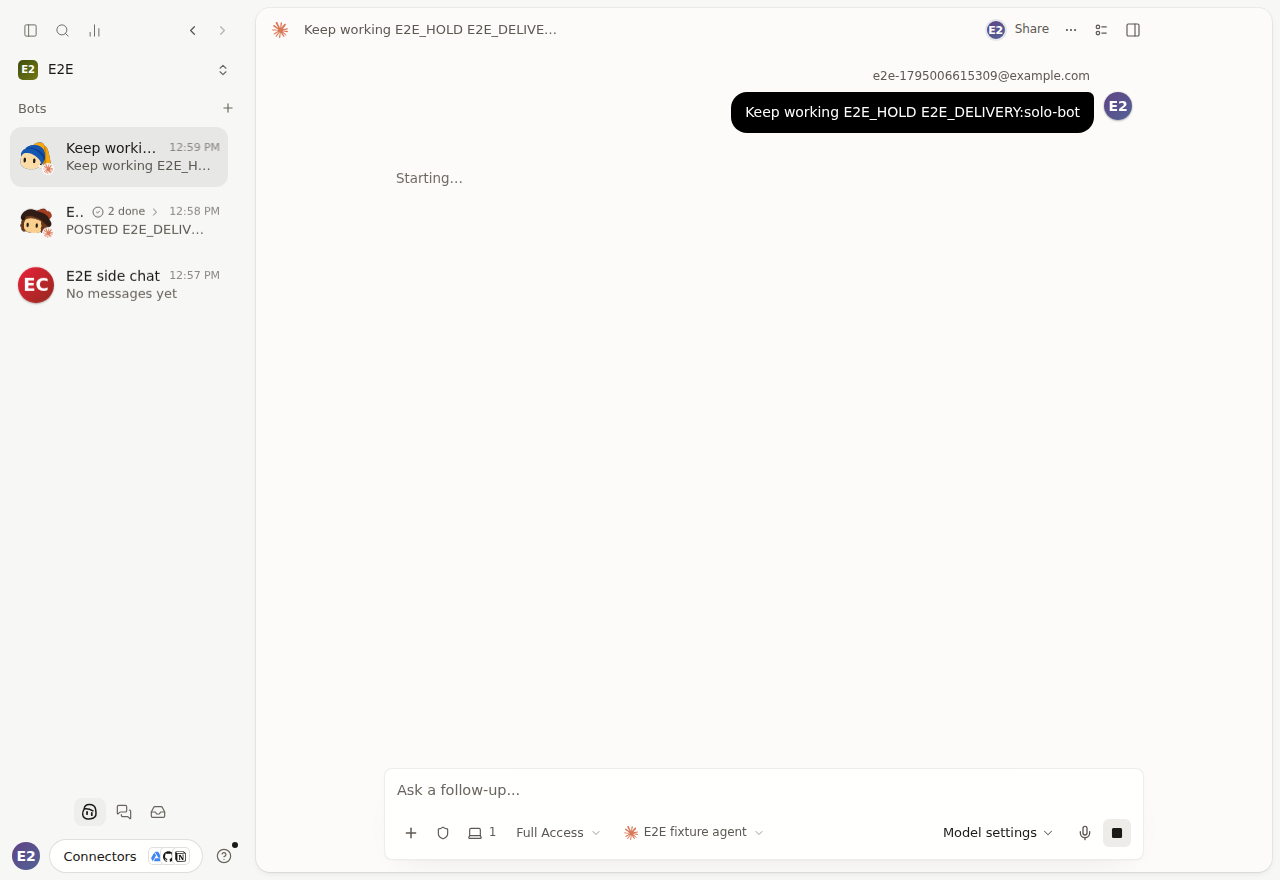 E2 E2E
Bots
Keep worki... 12:59 PM
Keep working E2E_H...
E.. 2 done 12:58 PM
POSTED E2E_DELIV...
EC E2E side chat 12:57 PM
No messages yet
E2 Connectors
Keep working E2E_HOLD E2E_DELIVE...
E2 Share
e2e-1795006615309@example.com
Keep working E2E_HOLD E2E_DELIVERY:solo-bot E2
Starting...
Ask a follow-up...
1 Full Access E2E fixture agent Model settings